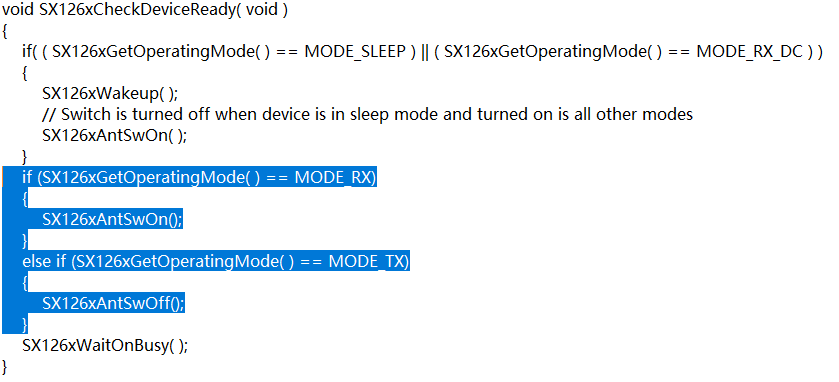 void SX126xCheckDeviceReady( void )
{
    if( ( SX126xGetOperatingMode( ) == MODE_SLEEP ) || ( SX126xGetOperatingMode( ) == MODE_RX_DC ) )
    {
        SX126xWakeup( );
        // Switch is turned off when device is in sleep mode and turned on is all other modes
        SX126xAntSwOn( );
    }
    if (SX126xGetOperatingMode( ) == MODE_RX)
    {
        SX126xAntSwOn();
    }
    else if (SX126xGetOperatingMode( ) == MODE_TX)
    {
        SX126xAntSwOff();
    }
    SX126xWaitOnBusy( );
}